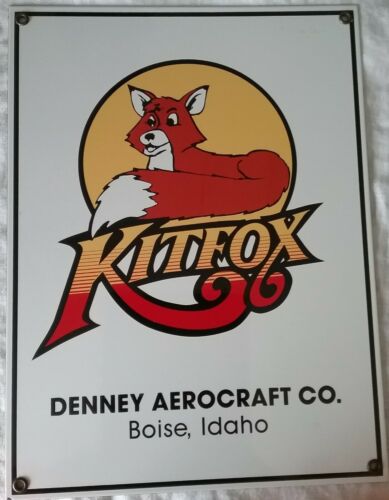 KITFOX
DENNEY AEROCRAFT CO.
Boise, Idaho